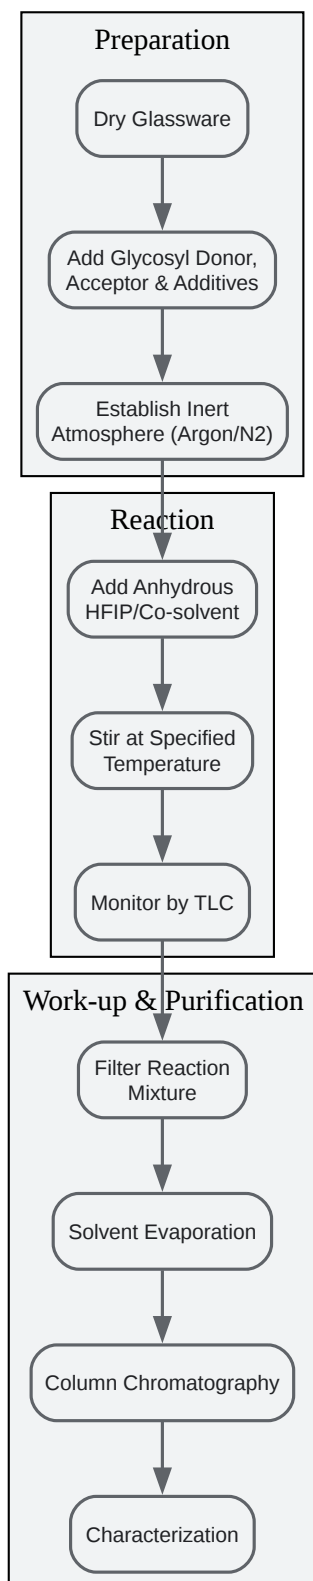 Preparation
Dry Glassware
Add Glycosyl Donor,
Acceptor & Additives
Establish Inert
Atmosphere (Argon/N2)
Reaction
Add Anhydrous
HFIP/Co-solvent
Stir at Specified
Temperature
Monitor by TLC
Work-up & Purification
Filter Reaction
Mixture
Solvent Evaporation
Column Chromatography
Characterization